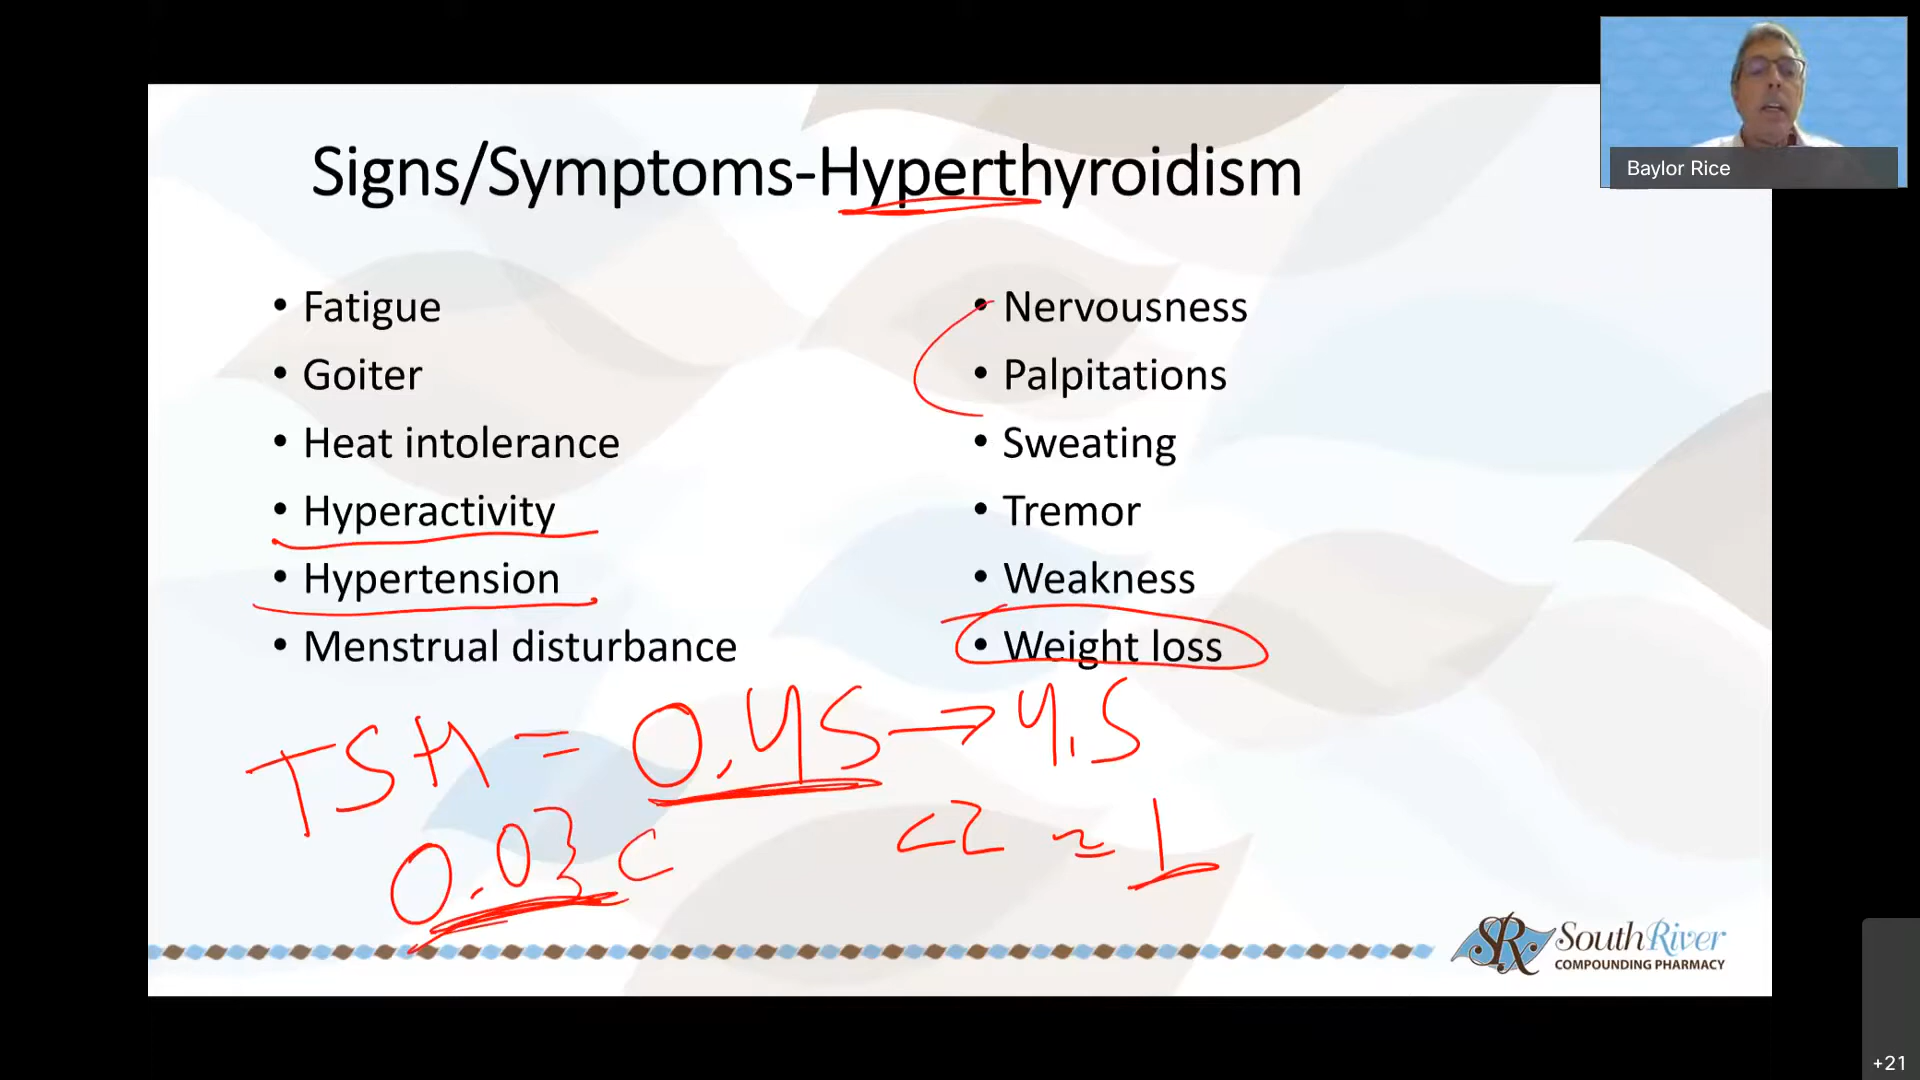 Baylor Rice
Signs/Symptoms-Hyperthyroidism
• Fatigue
• Goiter
• Heat intolerance
• Hyperactivity
• Hypertension
• Menstrual disturbance
• Nervousness
• Palpitations
• Sweating
• Tremor
• Weakness
• Weight loss
TSH = 0.45 → 4.5
<2 ≈ 1
0.03 C
SR SouthRiver
COMPOUNDING PHARMACY
+21